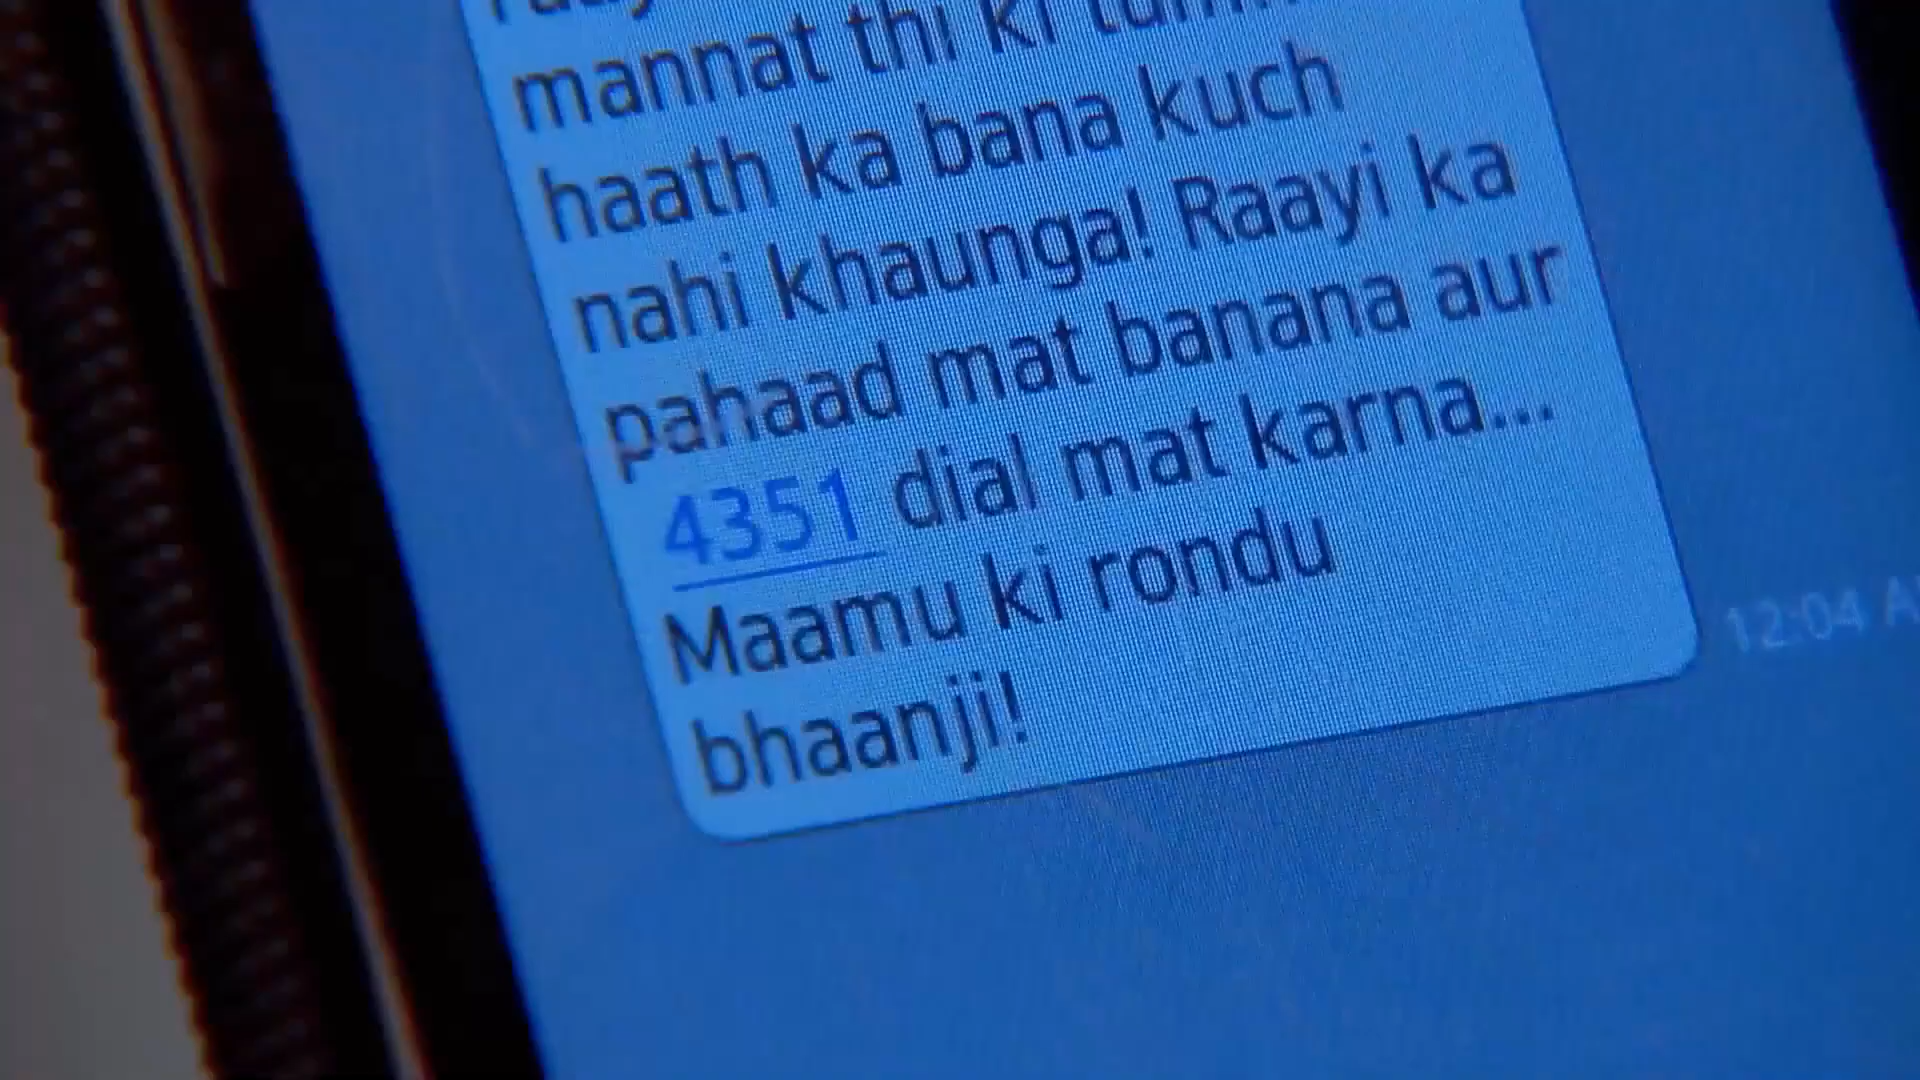 mannat thi ki
haath ka bana kuch
nahi khaunga! Raayi ka
pahaad mat banana aur
4351 dial mat karna...
Maamu ki rondu
bhaanji!
12:04